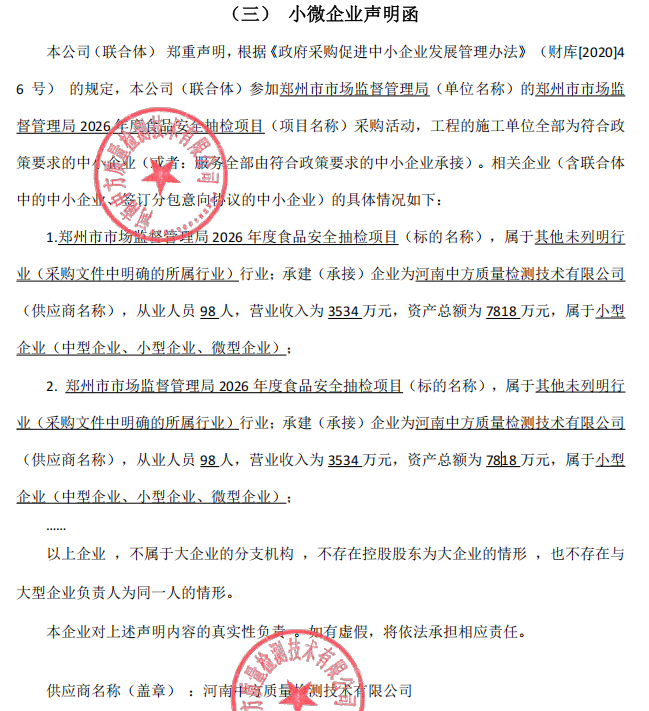 （三） 小微企业声明函
本公司（联合体） 郑重声明，根据《政府采购促进中小企业发展管理办法》（财库[2020]4
6 号） 的规定，本公司（联合体）参加郑州市市场监督管理局（单位名称）的郑州市市场监
督管理局 2026 年度食品安全抽检项目（项目名称）采购活动，工程的施工单位全部为符合政
策要求的中小企业（或者：服务全部由符合政策要求的中小企业承接）。相关企业（含联合体
中的中小企业、签订分包意向协议的中小企业）的具体情况如下：
1.郑州市市场监督管理局 2026 年度食品安全抽检项目（标的名称），属于其他未列明行
业（采购文件中明确的所属行业）行业；承建（承接）企业为河南中方质量检测技术有限公司
（供应商名称），从业人员 98 人，营业收入为 3534 万元，资产总额为 7818 万元，属于小型
企业（中型企业、小型企业、微型企业）；
2. 郑州市市场监督管理局 2026 年度食品安全抽检项目（标的名称），属于其他未列明行
业（采购文件中明确的所属行业）行业；承建（承接）企业为河南中方质量检测技术有限公司
（供应商名称），从业人员 98 人，营业收入为 3534 万元，资产总额为 7818 万元，属于小型
企业（中型企业、小型企业、微型企业）；
……
以上企业 ，不属于大企业的分支机构 ，不存在控股股东为大企业的情形 ，也不存在与
大型企业负责人为同一人的情形。
本企业对上述声明内容的真实性负责 。如有虚假，将依法承担相应责任。
供应商名称（盖章） ：河南中方质量检测技术有限公司
河南中方质量检测技术有限公司
方质量检测技术有限公司